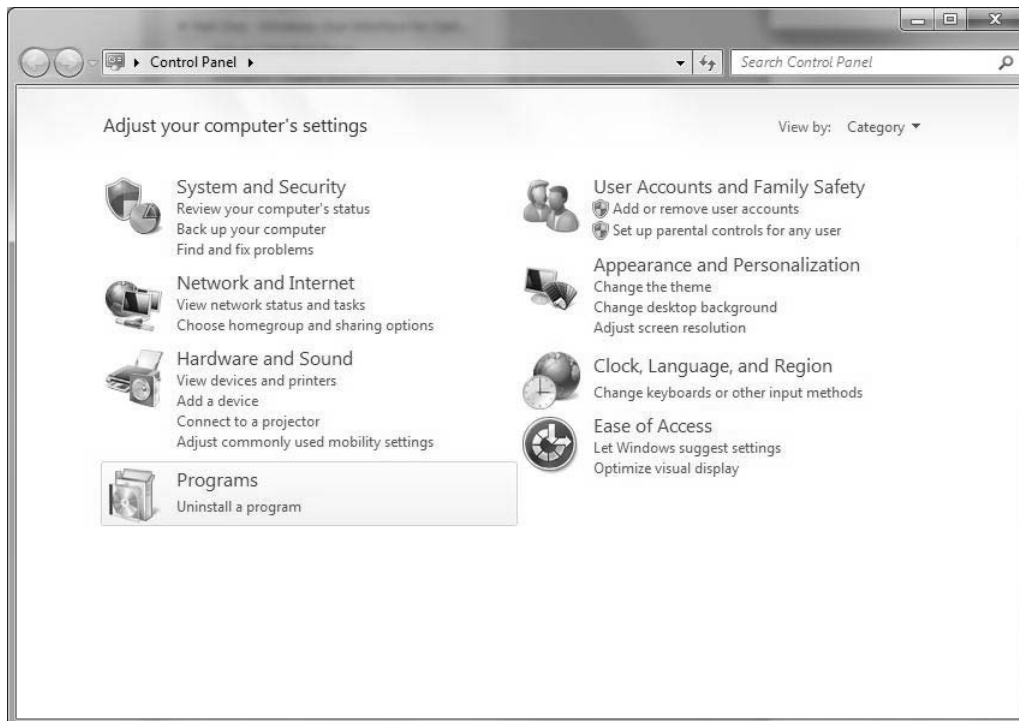 Control Panel
Search Control Panel
Adjust your computer's settings
View by: Category
System and Security
Review your computer's status
Back up your computer
Find and fix problems
Network and Internet
View network status and tasks
Choose homegroup and sharing options
Hardware and Sound
View devices and printers
Add a device
Connect to a projector
Adjust commonly used mobility settings
Programs
Uninstall a program
User Accounts and Family Safety
Add or remove user accounts
Set up parental controls for any user
Appearance and Personalization
Change the theme
Change desktop background
Adjust screen resolution
Clock, Language, and Region
Change keyboards or other input methods
Ease of Access
Let Windows suggest settings
Optimize visual display